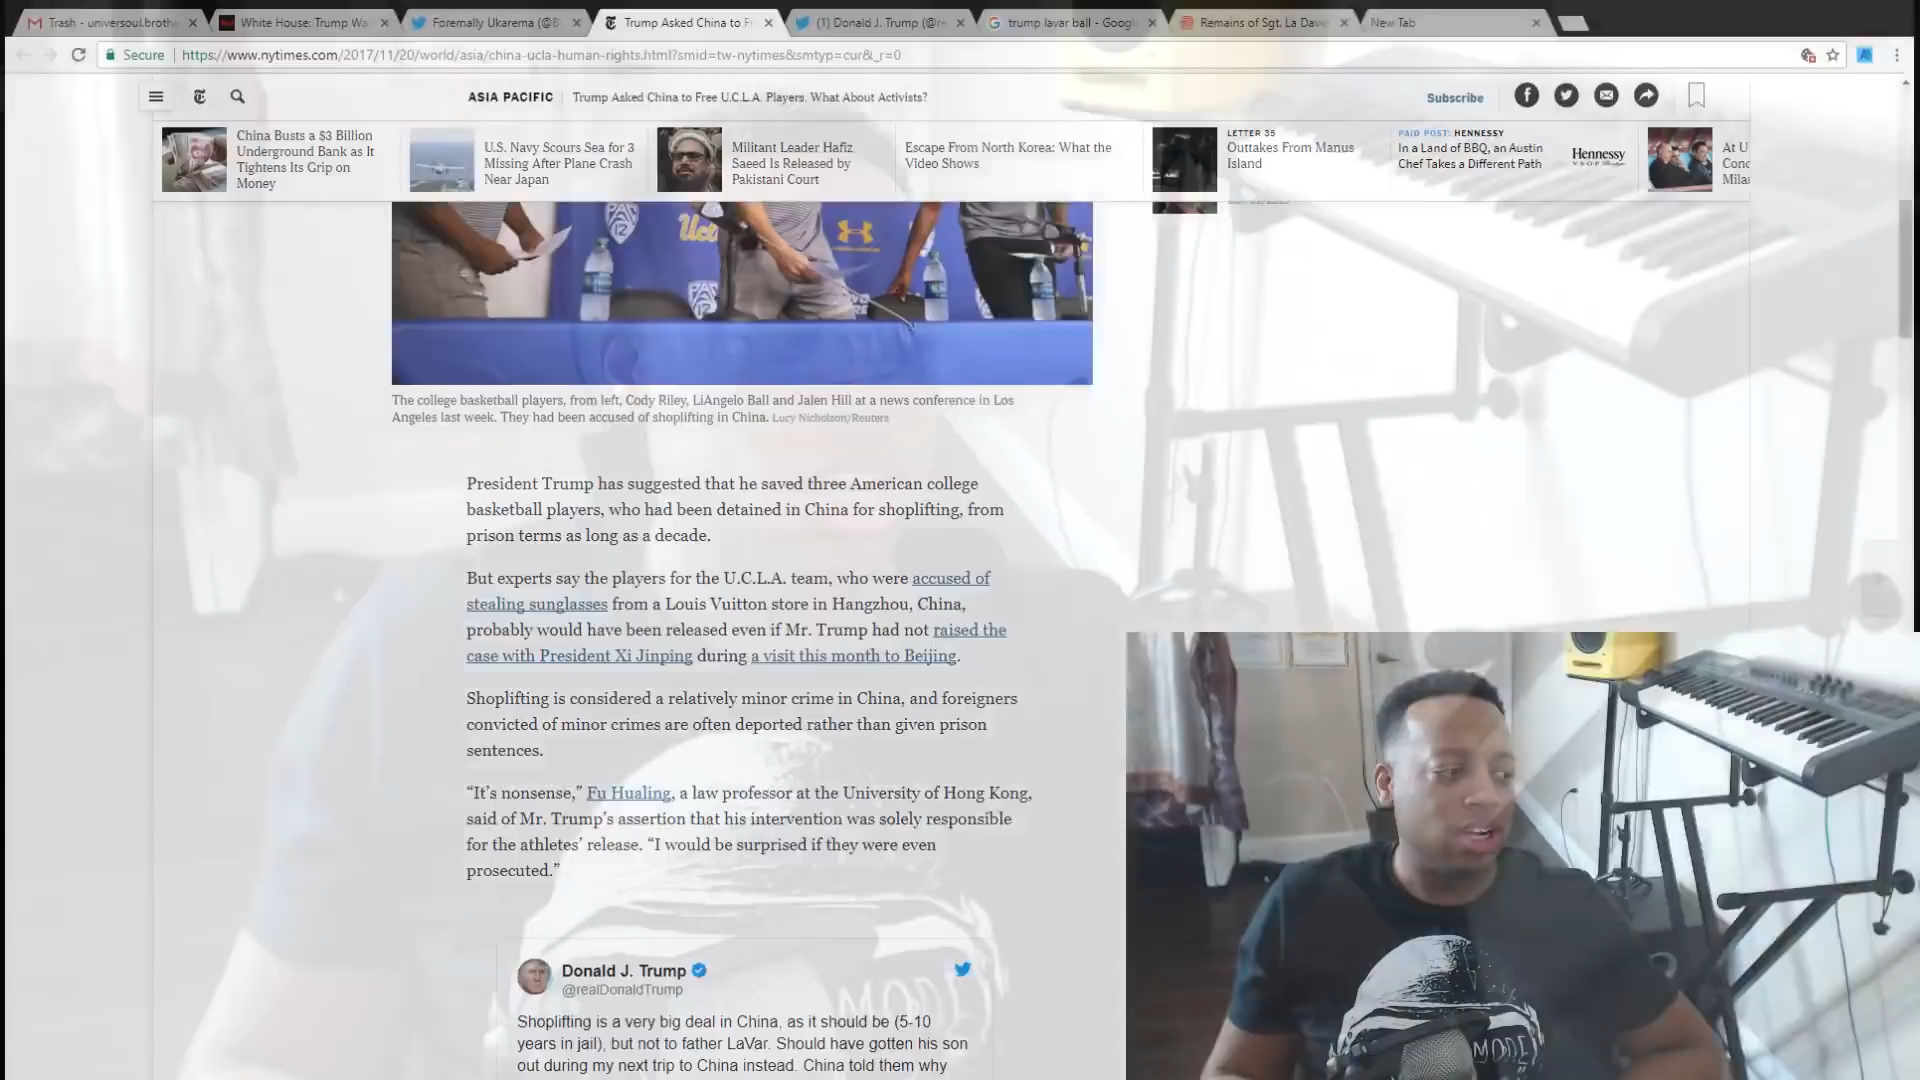 Trash - universoul.brothe
White House: Trump Wa
Foremally Ukarema (@B
Trump Asked China to F
(1) Donald J. Trump (@re
trump lavar ball - Google
Remains of Sgt. La Davi
New Tab
Secure https://www.nytimes.com/2017/11/20/world/asia/china-ucla-human-rights.html?smid=tw-nytimes&smtyp=cur&_r=0
ASIA PACIFIC Trump Asked China to Free U.C.L.A. Players. What About Activists?
Subscribe
China Busts a $3 Billion
Underground Bank as It
Tightens Its Grip on
Money
U.S. Navy Scours Sea for 3
Missing After Plane Crash
Near Japan
Militant Leader Hafiz
Saeed Is Released by
Pakistani Court
Escape From North Korea: What the
Video Shows
LETTER 35
Outtakes From Manus
Island
PAID POST: HENNESSY
In a Land of BBQ, an Austin
Chef Takes a Different Path
Hennessy
At U
Conc
Mila
PAC
12
Ucl
PAC
The college basketball players, from left, Cody Riley, LiAngelo Ball and Jalen Hill at a news conference in Los
Angeles last week. They had been accused of shoplifting in China. Lucy Nicholson/Reuters
President Trump has suggested that he saved three American college
basketball players, who had been detained in China for shoplifting, from
prison terms as long as a decade.
But experts say the players for the U.C.L.A. team, who were accused of
stealing sunglasses from a Louis Vuitton store in Hangzhou, China,
probably would have been released even if Mr. Trump had not raised the
case with President Xi Jinping during a visit this month to Beijing.
Shoplifting is considered a relatively minor crime in China, and foreigners
convicted of minor crimes are often deported rather than given prison
sentences.
“It’s nonsense,” Fu Hualing, a law professor at the University of Hong Kong,
said of Mr. Trump’s assertion that his intervention was solely responsible
for the athletes’ release. “I would be surprised if they were even
prosecuted.”
Donald J. Trump
@realDonaldTrump
Shoplifting is a very big deal in China, as it should be (5-10
years in jail), but not to father LaVar. Should have gotten his son
out during my next trip to China instead. China told them why
MODE